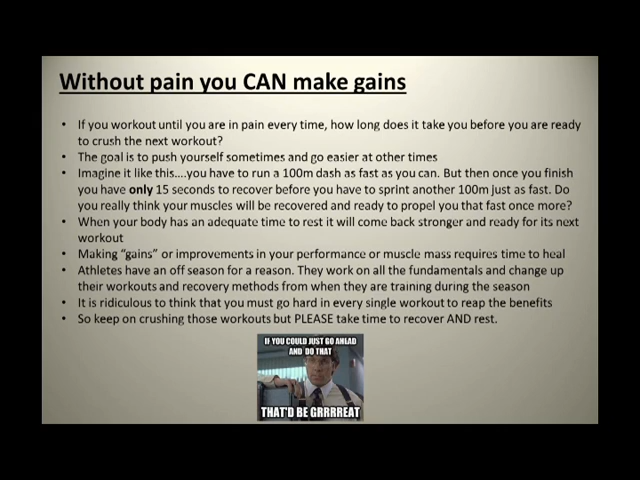 Without pain you CAN make gains
• If you workout until you are in pain every time, how long does it take you before you are ready
to crush the next workout?
• The goal is to push yourself sometimes and go easier at other times
• Imagine it like this....you have to run a 100m dash as fast as you can. But then once you finish
you have only 15 seconds to recover before you have to sprint another 100m just as fast. Do
you really think your muscles will be recovered and ready to propel you that fast once more?
• When your body has an adequate time to rest it will come back stronger and ready for its next
workout
• Making "gains" or improvements in your performance or muscle mass requires time to heal
• Athletes have an off season for a reason. They work on all the fundamentals and change up
their workouts and recovery methods from when they are training during the season
• It is ridiculous to think that you must go hard in every single workout to reap the benefits
• So keep on crushing those workouts but PLEASE take time to recover AND rest.
IF YOU COULD JUST GO AHEAD
AND DO THAT
THAT'D BE GRRRREAT